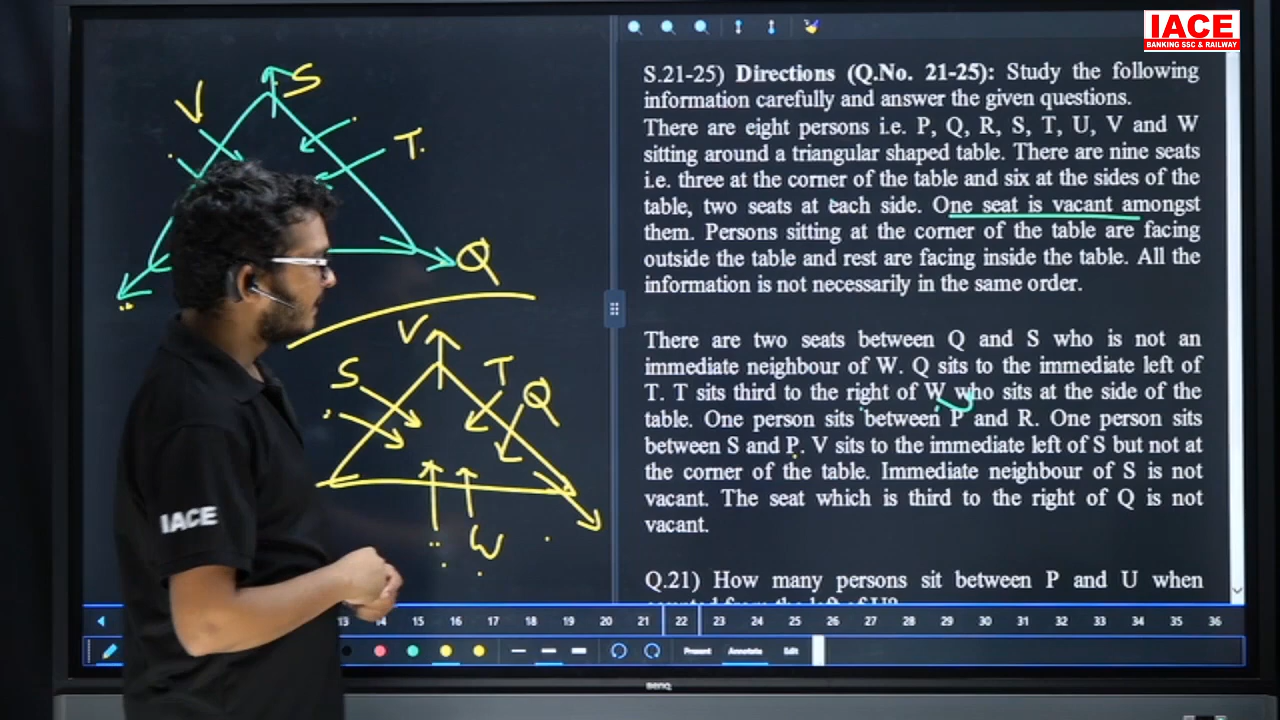 IACE
BANKING SSC & RAILWAY
S.21-25) Directions (Q.No. 21-25): Study the following
information carefully and answer the given questions.
There are eight persons i.e. P, Q, R, S, T, U, V and W
sitting around a triangular shaped table. There are nine seats
i.e. three at the corner of the table and six at the sides of the
table, two seats at each side. One seat is vacant amongst
them. Persons sitting at the corner of the table are facing
outside the table and rest are facing inside the table. All the
information is not necessarily in the same order.
There are two seats between Q and S who is not an
immediate neighbour of W. Q sits to the immediate left of
T. T sits third to the right of W who sits at the side of the
table. One person sits between P and R. One person sits
between S and P. V sits to the immediate left of S but not at
the corner of the table. Immediate neighbour of S is not
vacant. The seat which is third to the right of Q is not
vacant.
Q.21) How many persons sit between P and U when
S
V
T
Q
V
S
T
Q
W
IACE
13 14 15 16 17 18 19 20 21 22 23 24 25 26 27 28 29 30 31 32 33 34 35 36
Present Annotate Edit
BenQ